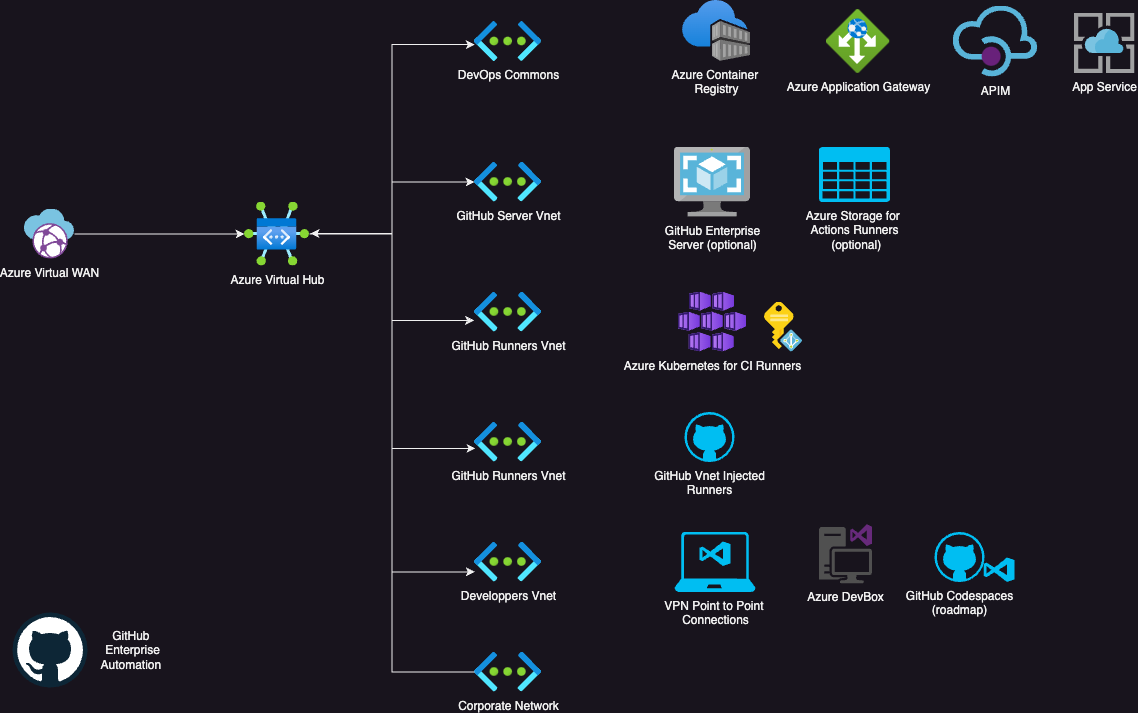 DevOps Commons
Azure Container
Registry
Azure Application Gateway
APIM
App Service
GitHub Server Vnet
GitHub Enterprise
Server (optional)
Azure Storage for
Actions Runners
(optional)
Azure Virtual WAN
Azure Virtual Hub
GitHub Runners Vnet
Azure Kubernetes for CI Runners
GitHub Runners Vnet
GitHub Vnet Injected
Runners
Developpers Vnet
VPN Point to Point
Connections
Azure DevBox
GitHub Codespaces
(roadmap)
GitHub
Enterprise
Automation
Corporate Network